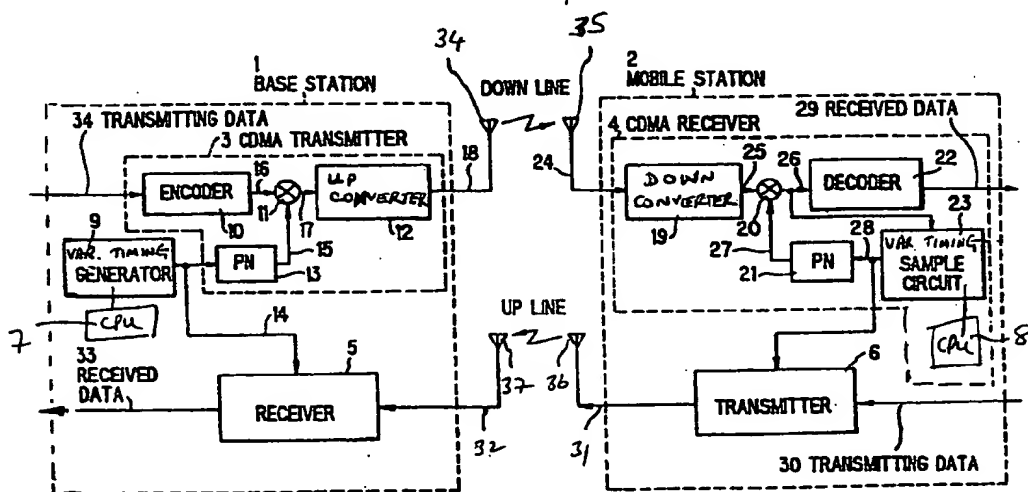 34
35
1
BASE STATION
DOWN LINE
2
MOBILE STATION
34 TRANSMITTING DATA
29 RECEIVED DATA
3 CDMA TRANSMITTER
4 CDMA RECEIVER
ENCODER
10
16
11
17
UP CONVERTER
12
18
24
DOWN CONVERTER
19
25
20
26
DECODER
22
9
VAR. TIMING
GENERATOR
15
PN
13
27
21
PN
28
23
VAR. TIMING
SAMPLE
CIRCUIT
7
CPU
14
UP LINE
CPU
8
33
RECEIVED
DATA
5
RECEIVER
37
36
6
TRANSMITTER
32
31
30 TRANSMITTING DATA